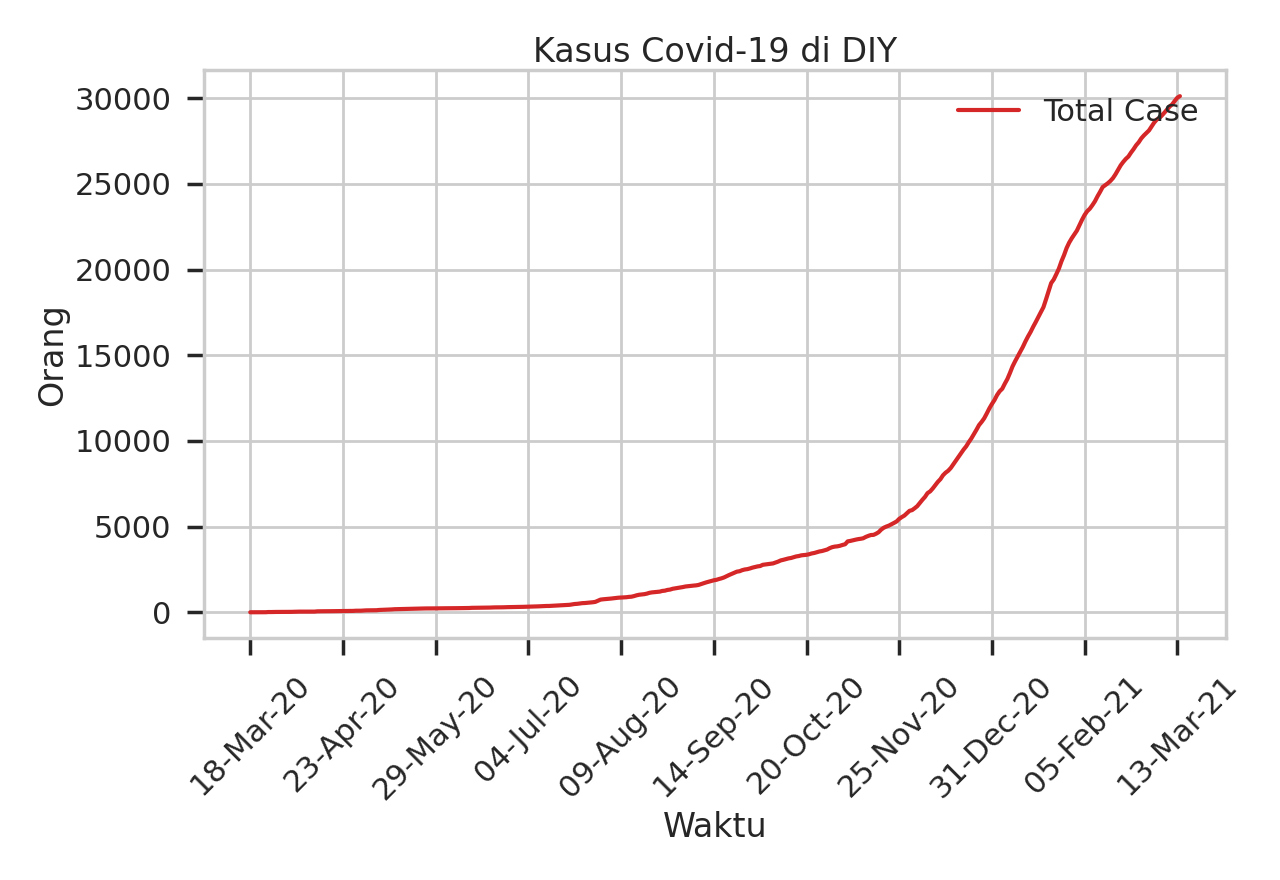 Kasus Covid-19 di DIY
Total Case
30000
25000
20000
15000
10000
5000
0
Orang
18-Mar-20
23-Apr-20
29-May-20
04-Jul-20
09-Aug-20
14-Sep-20
20-Oct-20
25-Nov-20
31-Dec-20
05-Feb-21
13-Mar-21
Waktu